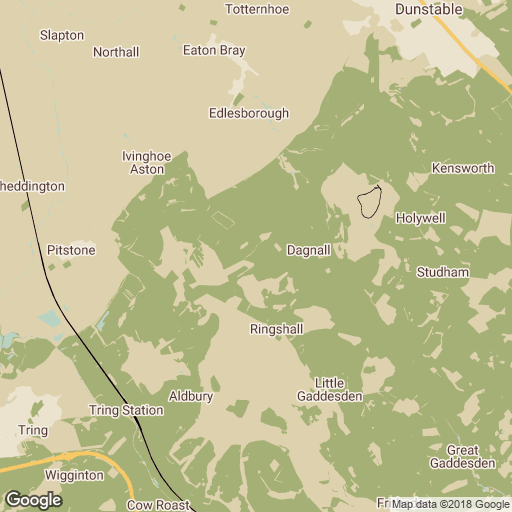 Totternhoe
Dunstable
Slapton
Northall
Eaton Bray
Edlesborough
Ivinghoe
Aston
Kensworth
heddington
Holywell
Pitstone
Dagnall
Studham
Ringshall
Little
Gaddesden
Aldbury
Tring Station
Tring
Great
Gaddesden
Wigginton
Cow Roast
Google
Map data ©2018 Google